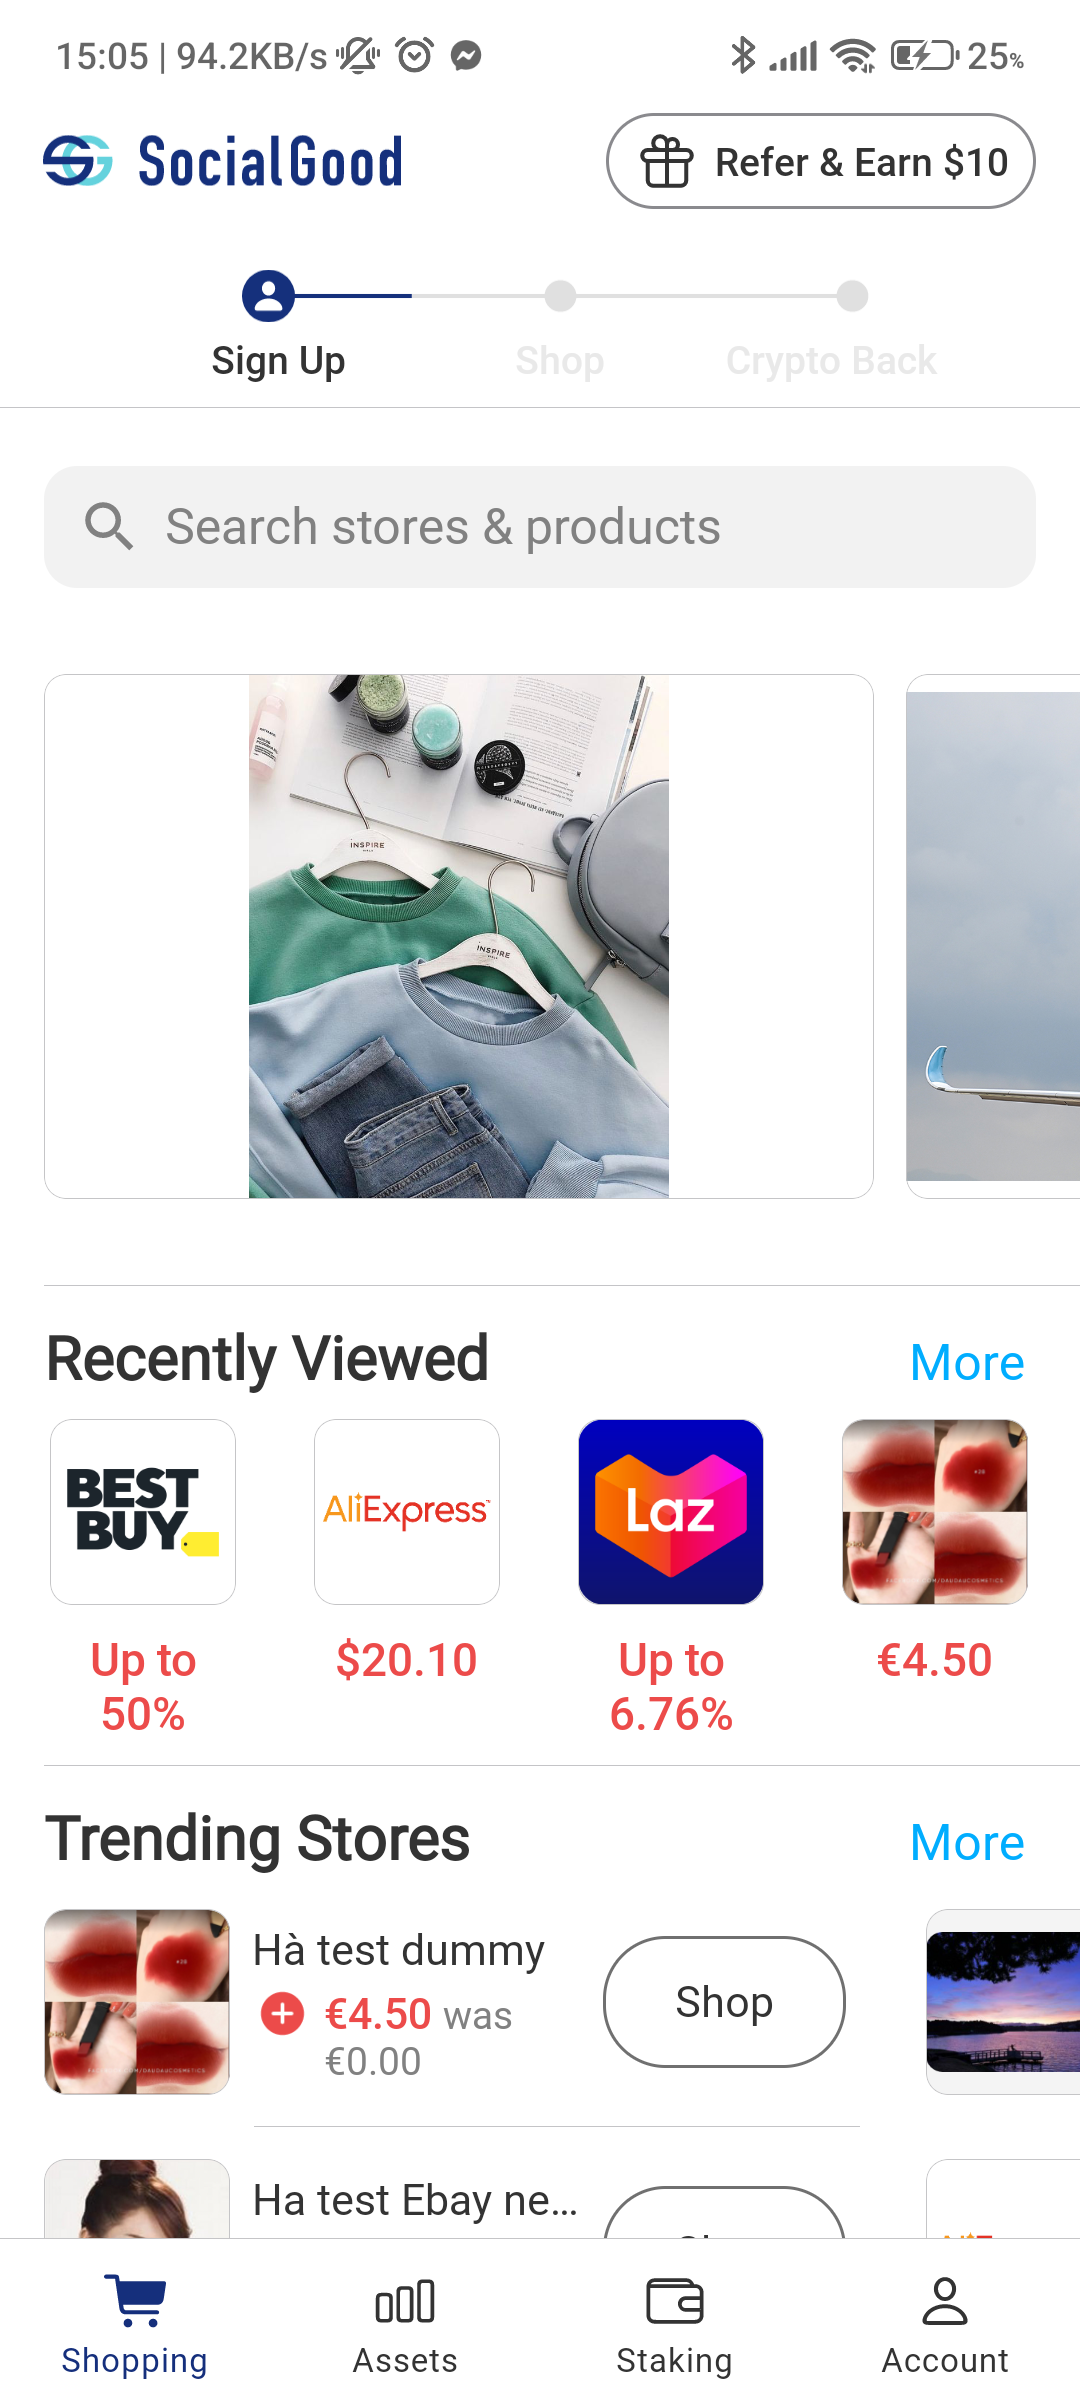 15:05 | 94.2KB/s
25%
SocialGood
Refer & Earn $10
Sign Up
Shop
Crypto Back
Search stores & products
INSPIRE
INSPIRE
Recently Viewed
More
BEST
BUY
AliExpress
Laz
Up to
50%
$20.10
Up to
6.76%
€4.50
Trending Stores
More
Hà test dummy
€4.50 was
€0.00
Shop
Ha test Ebay ne...
Shopping
Assets
Staking
Account